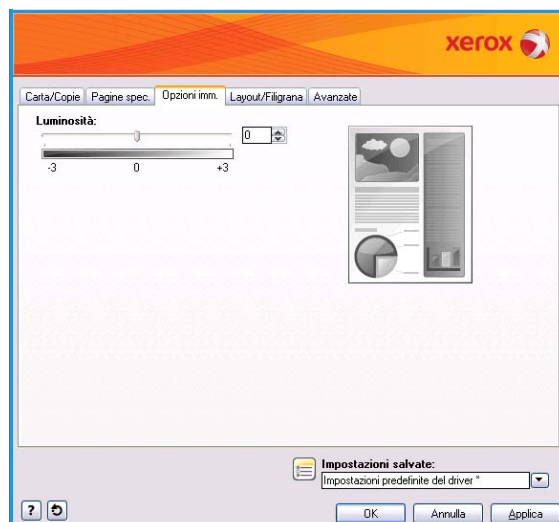 xerox
Carta/Copie Pagine spec. Opzioni imm. Layout/Filigrana Avanzate
Luminosità:
0
-3 0 +3
Impostazioni salvate:
Impostazioni predefinite del driver *
? OK Annulla Applica